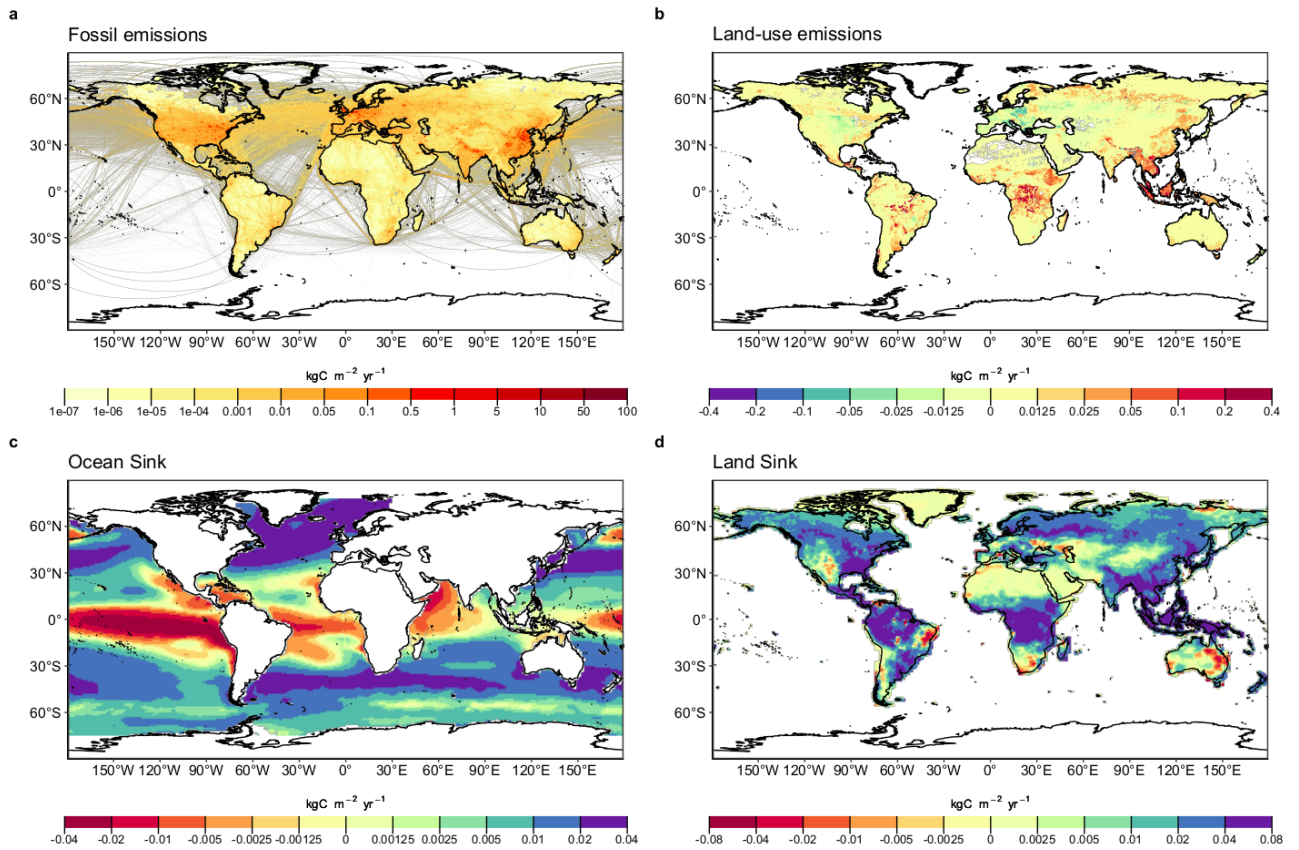 a
b
Fossil emissions
Land-use emissions
60°N
30°N
0°
30°S
60°S
60°N
30°N
0°
30°S
60°S
150°W 120°W 90°W 60°W 30°W 0° 30°E 60°E 90°E 120°E 150°E
150°W 120°W 90°W 60°W 30°W 0° 30°E 60°E 90°E 120°E 150°E
kgC m⁻² yr⁻¹
kgC m⁻² yr⁻¹
1e-07 1e-06 1e-05 1e-04 0.001 0.01 0.05 0.1 0.5 1 5 10 50 100
-0.4 -0.2 -0.1 -0.05 -0.025 -0.0125 0 0.0125 0.025 0.05 0.1 0.2 0.4
c
d
Ocean Sink
Land Sink
60°N
30°N
0°
30°S
60°S
60°N
30°N
0°
30°S
60°S
150°W 120°W 90°W 60°W 30°W 0° 30°E 60°E 90°E 120°E 150°E
150°W 120°W 90°W 60°W 30°W 0° 30°E 60°E 90°E 120°E 150°E
kgC m⁻² yr⁻¹
kgC m⁻² yr⁻¹
-0.04 -0.02 -0.01 -0.005 -0.0025 -0.00125 0 0.00125 0.0025 0.005 0.01 0.02 0.04
-0.08 -0.04 -0.02 -0.01 -0.005 -0.0025 0 0.0025 0.005 0.01 0.02 0.04 0.08